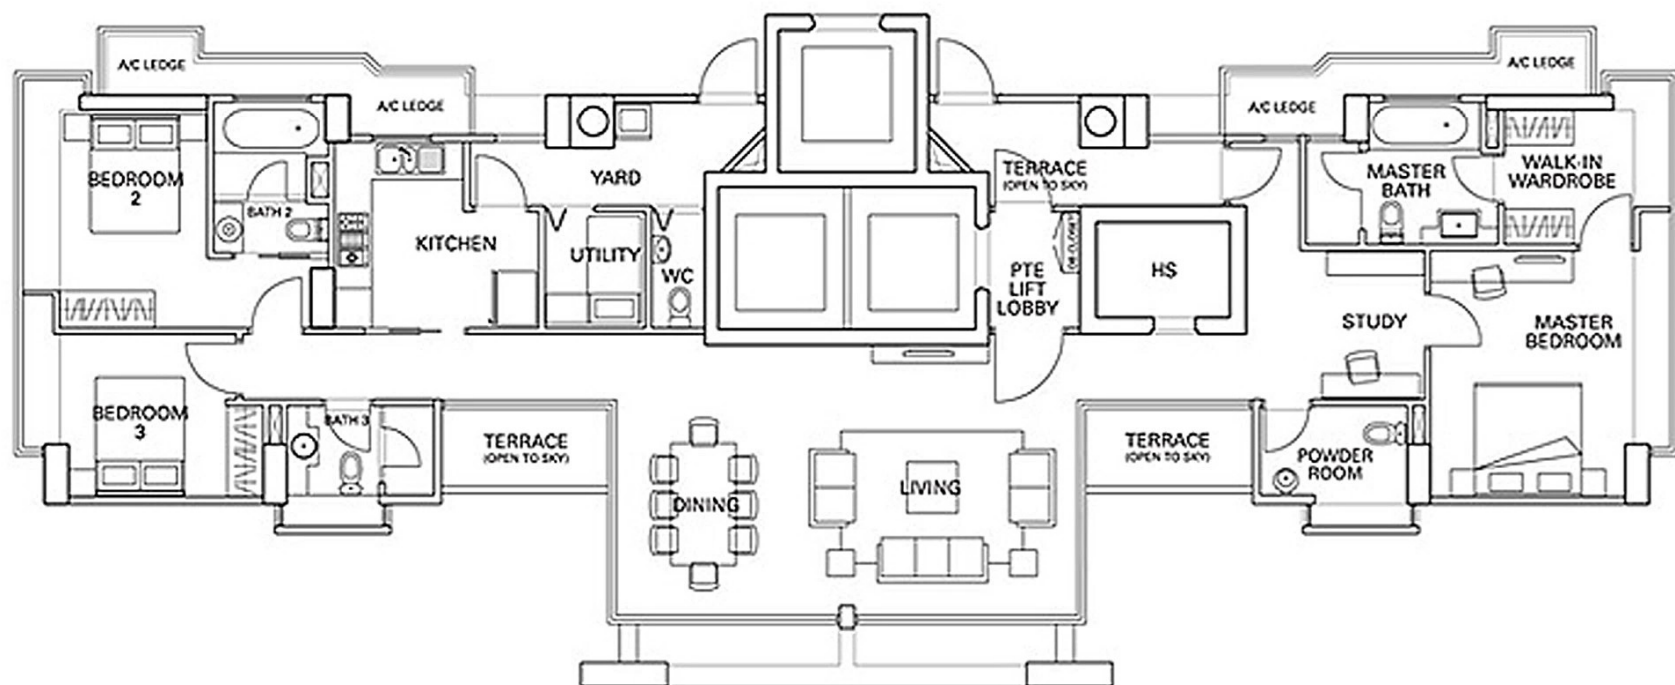 A/C LEDGE
A/C LEDGE
A/C LEDGE
A/C LEDGE
BEDROOM
2
BATH 2
KITCHEN
YARD
UTILITY
WC
TERRACE
(OPEN TO SKY)
DB CLOSET
PTE
LIFT
LOBBY
HS
MASTER
BATH
WALK-IN
WARDROBE
STUDY
MASTER
BEDROOM
BEDROOM
3
BATH 3
TERRACE
(OPEN TO SKY)
DINING
LIVING
TERRACE
(OPEN TO SKY)
POWDER
ROOM